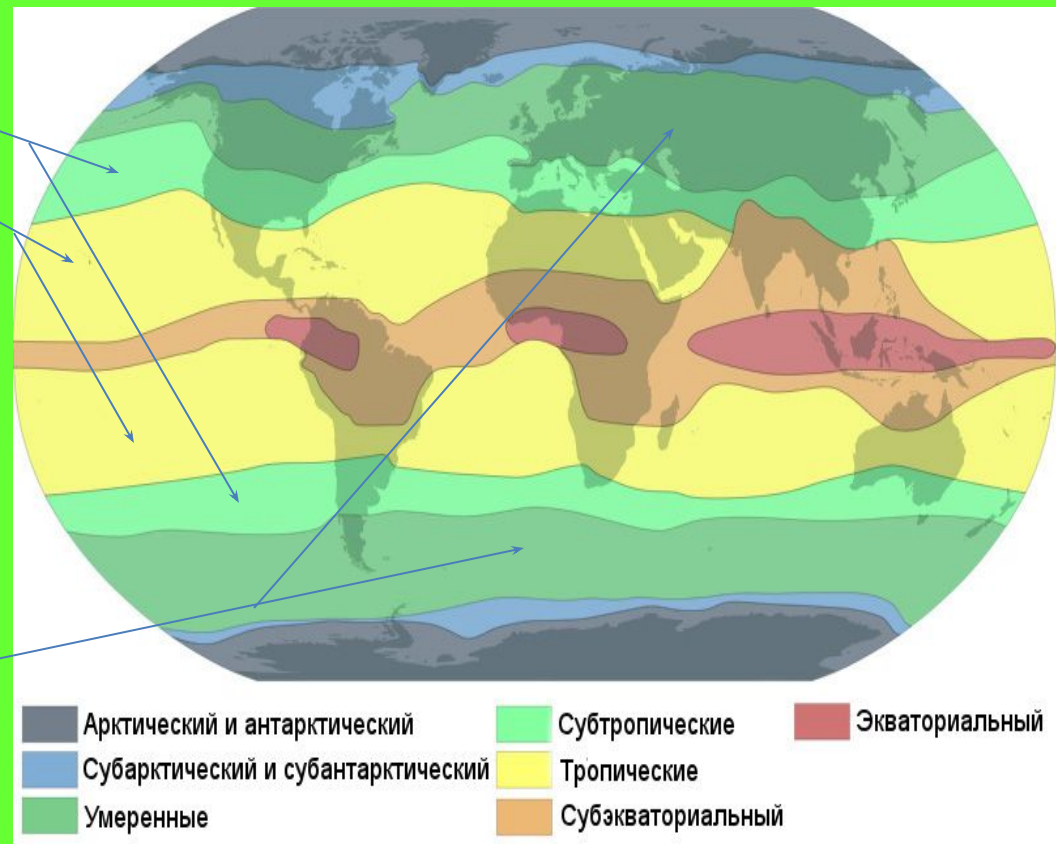 Арктический и антарктический
Субарктический и субантарктический
Умеренные
Субтропические
Тропические
Субэкваториальный
Экваториальный